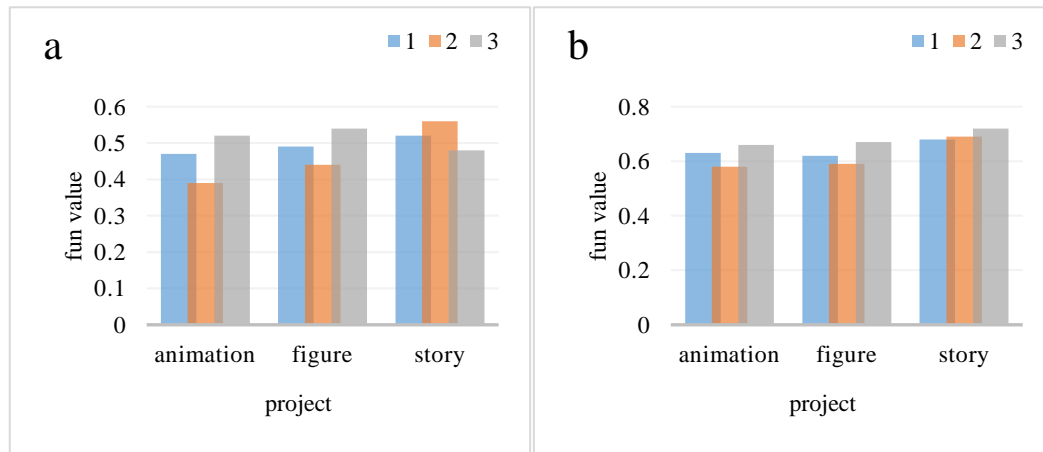 a
1 2 3
0.6
0.5
0.4
0.3
0.2
0.1
0
fun value
animation figure story
project
b
1 2 3
0.8
0.6
0.4
0.2
0
fun value
animation figure story
project